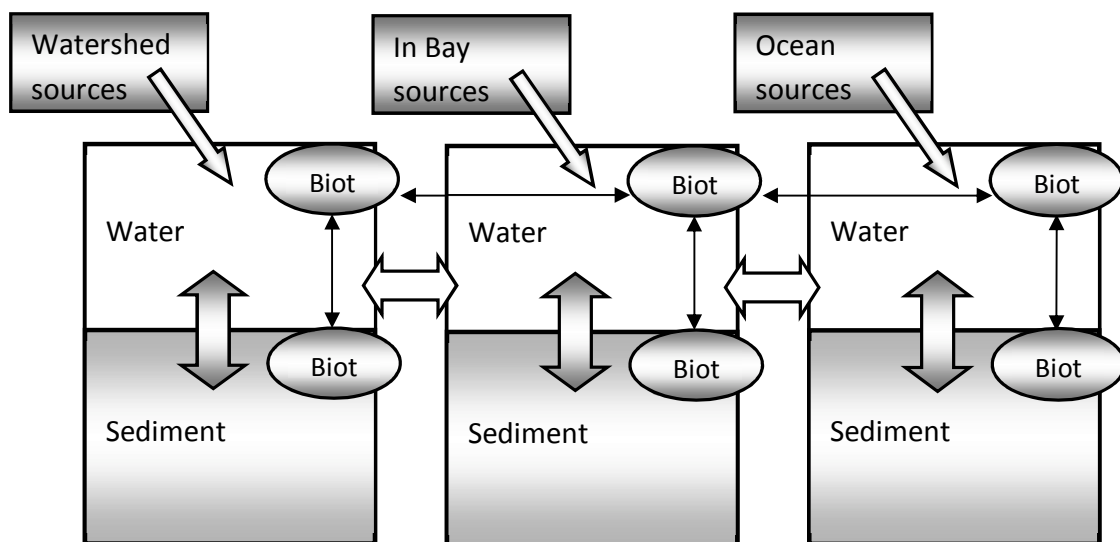 Watershed
sources
In Bay
sources
Ocean
sources
Biot
Biot
Biot
Water
Water
Water
Biot
Biot
Biot
Sediment
Sediment
Sediment